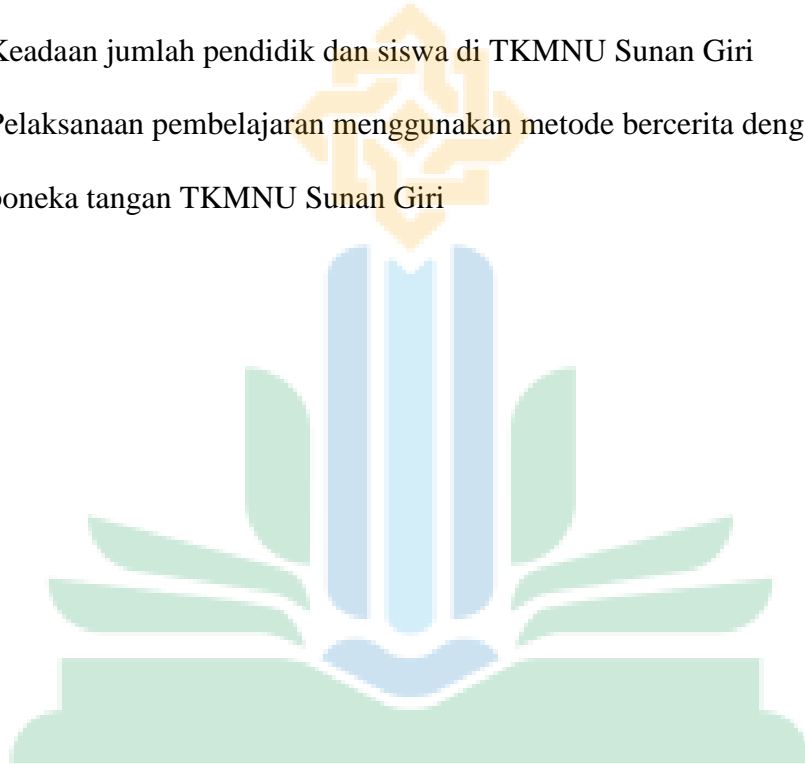 Keadaan jumlah pendidik dan siswa di TKMNU Sunan Giri
Pelaksanaan pembelajaran menggunakan metode bercerita deng
boneka tangan TKMNU Sunan Giri